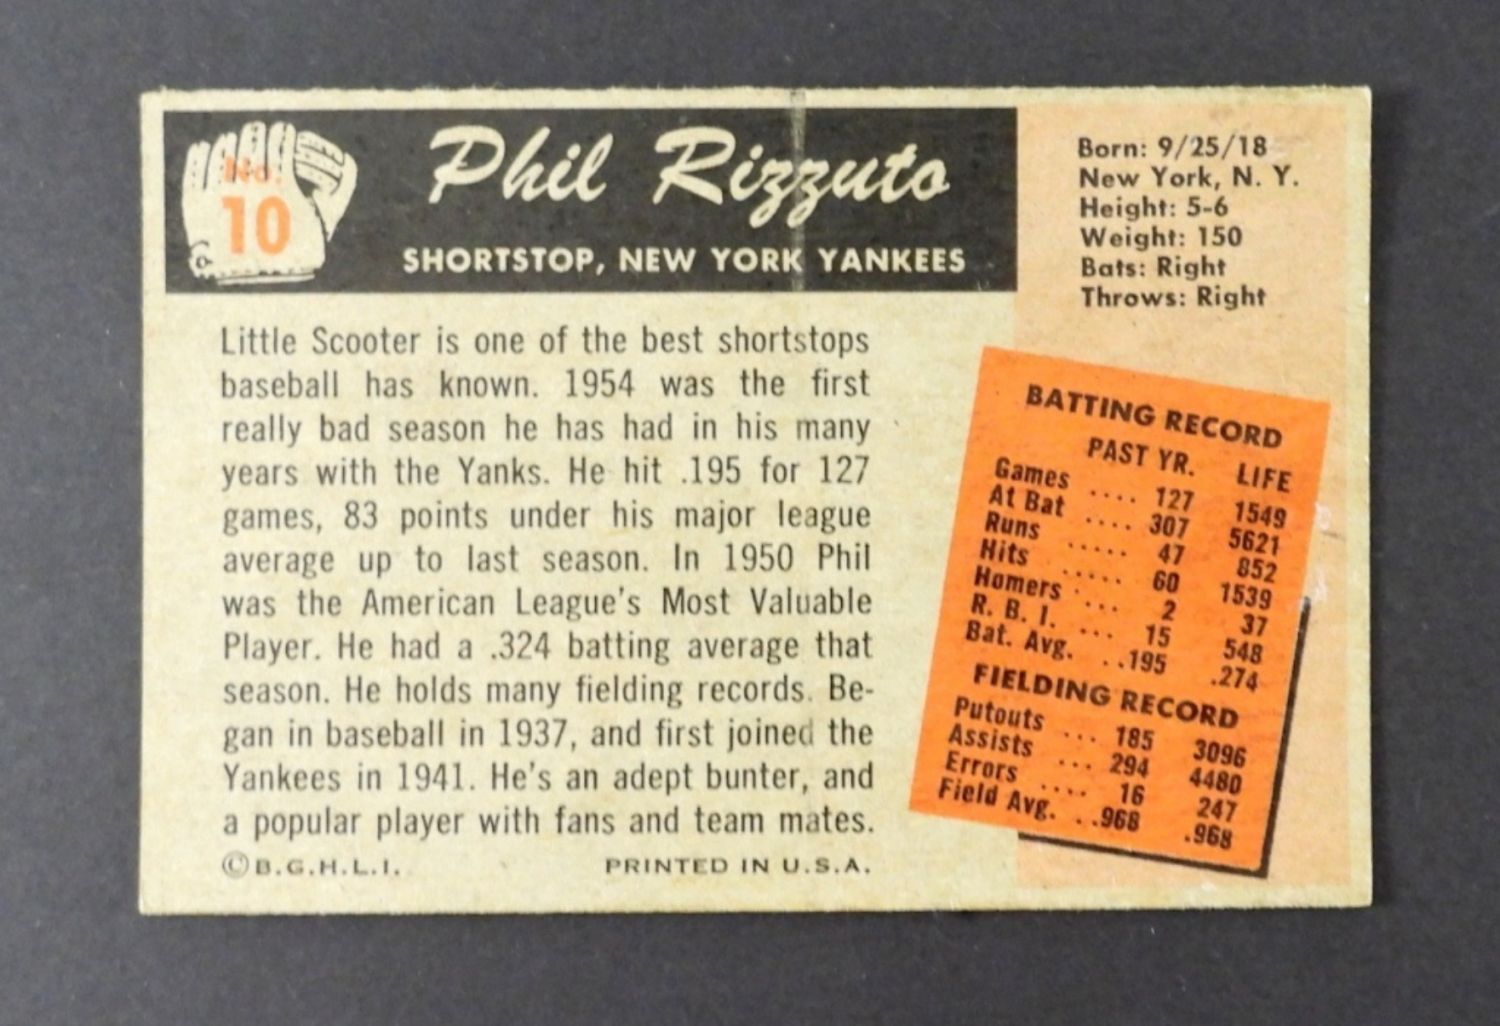 No.
10
Phil Rizzuto
SHORTSTOP, NEW YORK YANKEES
Born: 9/25/18
New York, N. Y.
Height: 5-6
Weight: 150
Bats: Right
Throws: Right
Little Scooter is one of the best shortstops
baseball has known. 1954 was the first
really bad season he has had in his many
years with the Yanks. He hit .195 for 127
games, 83 points under his major league
average up to last season. In 1950 Phil
was the American League's Most Valuable
Player. He had a .324 batting average that
season. He holds many fielding records. Be-
gan in baseball in 1937, and first joined the
Yankees in 1941. He's an adept bunter, and
a popular player with fans and team mates.
©B.G.H.L.I. PRINTED IN U.S.A.
BATTING RECORD
PAST YR. LIFE
Games .... 127 1549
At Bat .... 307 5621
Runs ..... 47 852
Hits ..... 60 1539
Homers ... 2 37
R. B. I. ... 15 548
Bat. Avg. ..195 .274
FIELDING RECORD
Putouts ... 185 3096
Assists ... 294 4480
Errors .... 16 247
Field Avg. ..968 .968